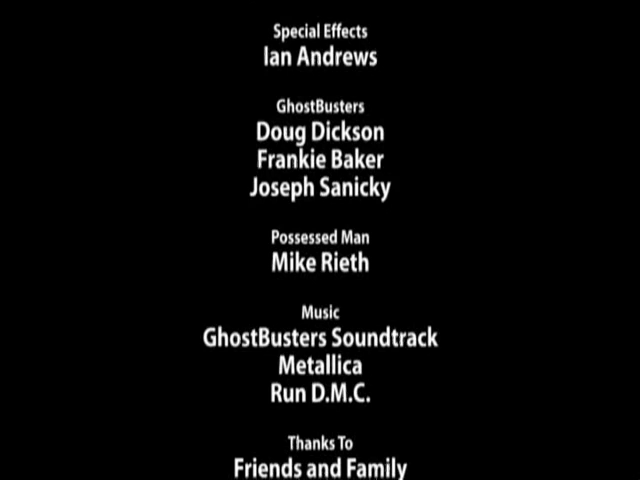 Special Effects
Ian Andrews
GhostBusters
Doug Dickson
Frankie Baker
Joseph Sanicky
Possessed Man
Mike Rieth
Music
GhostBusters Soundtrack
Metallica
Run D.M.C.
Thanks To
Friends and Family